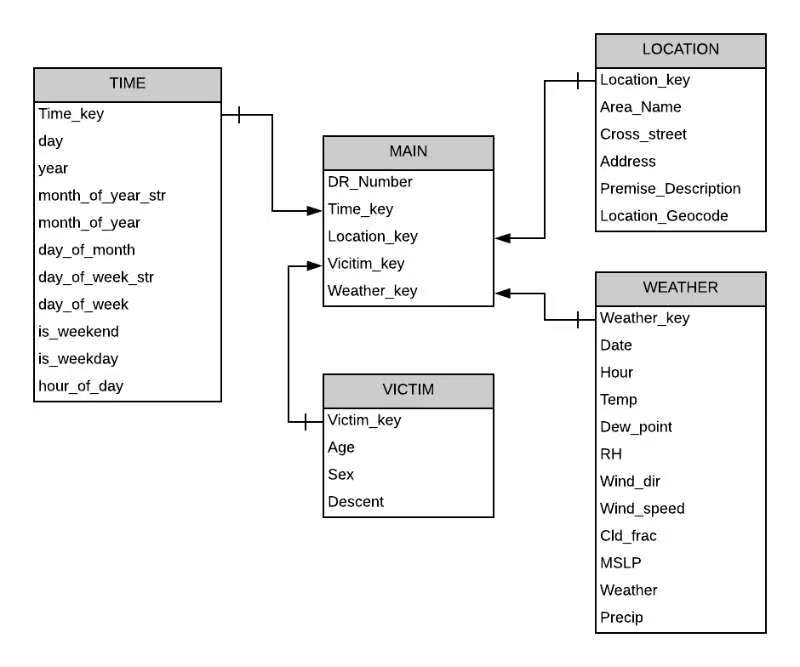 TIME
Time_key
day
year
month_of_year_str
month_of_year
day_of_month
day_of_week_str
day_of_week
is_weekend
is_weekday
hour_of_day
MAIN
DR_Number
Time_key
Location_key
Vicitim_key
Weather_key
VICTIM
Victim_key
Age
Sex
Descent
LOCATION
Location_key
Area_Name
Cross_street
Address
Premise_Description
Location_Geocode
WEATHER
Weather_key
Date
Hour
Temp
Dew_point
RH
Wind_dir
Wind_speed
Cld_frac
MSLP
Weather
Precip